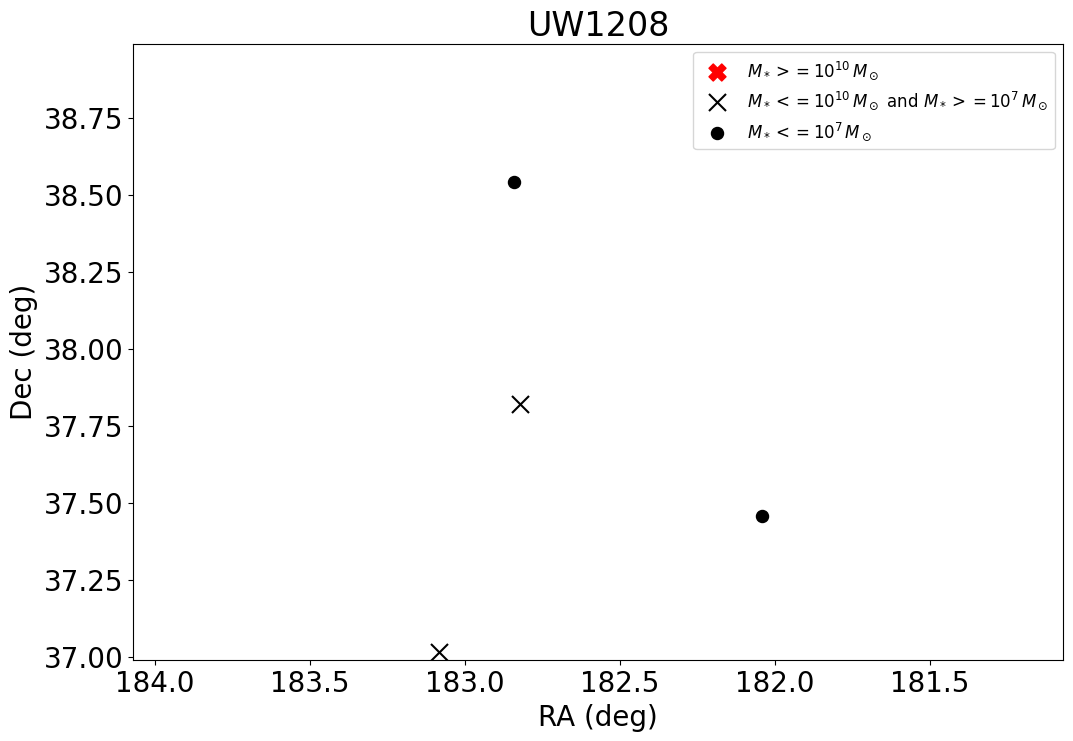 UW1208
M* >= 10^10 M⊙
M* <= 10^10 M⊙ and M* >= 10^7 M⊙
M* <= 10^7 M⊙
Dec (deg)
38.75
38.50
38.25
38.00
37.75
37.50
37.25
37.00
184.0 183.5 183.0 182.5 182.0 181.5
RA (deg)